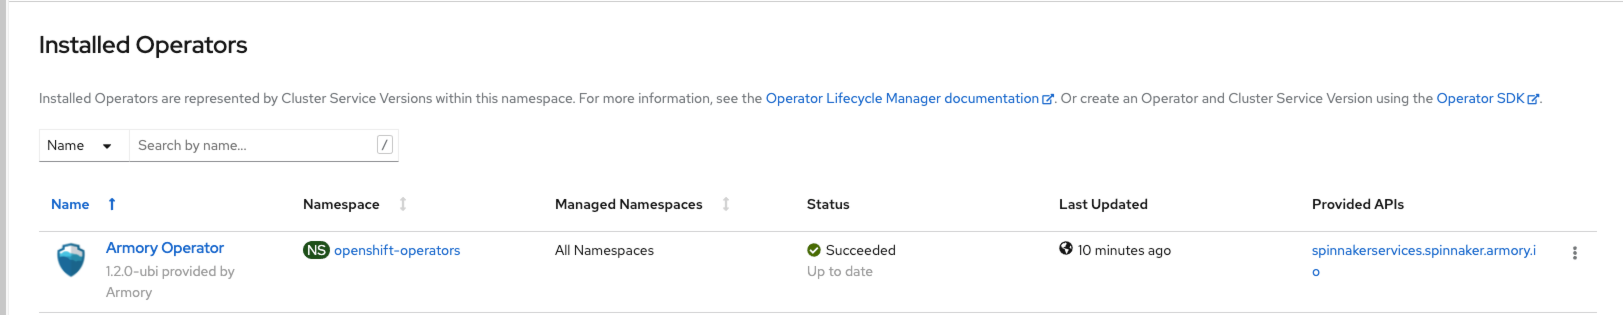 Installed Operators
Installed Operators are represented by Cluster Service Versions within this namespace. For more information, see the Operator Lifecycle Manager documentation. Or create an Operator and Cluster Service Version using the Operator SDK.
Name Search by name... /
Name Namespace Managed Namespaces Status Last Updated Provided APIs
Armory Operator NS openshift-operators All Namespaces Succeeded 10 minutes ago spinnakerservices.spinnaker.armory.i
1.2.0-ubi provided by Up to date o
Armory